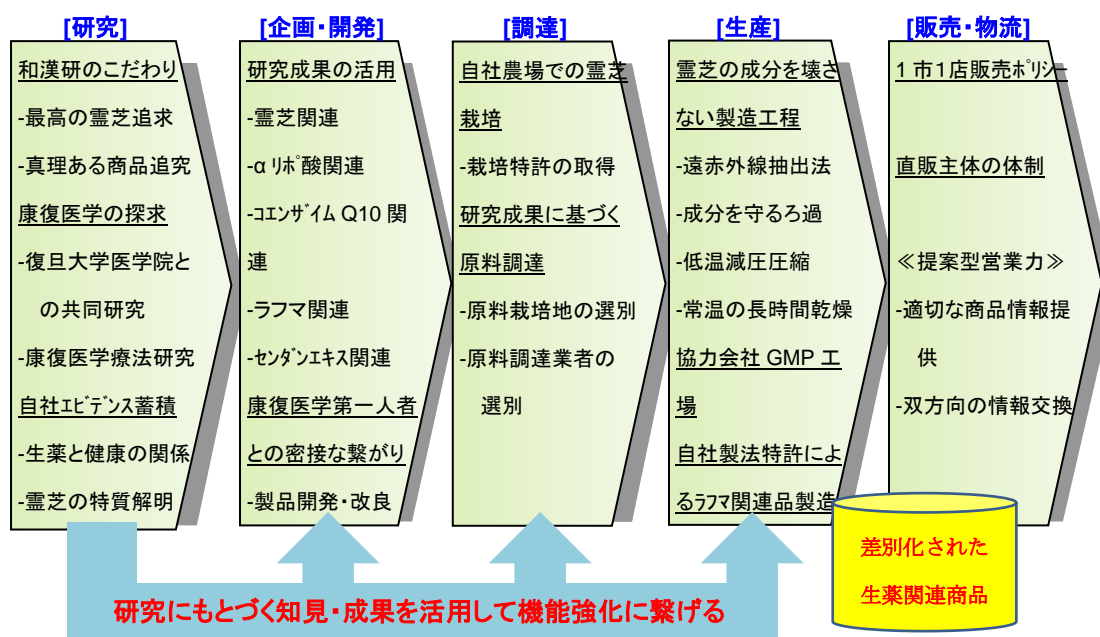 [研究]
和漢研のこだわり
-最高の霊芝追求
-真理ある商品追究
康復医学の探求
-復旦大学医学院と
の共同研究
-康復医学療法研究
自社ｴﾋﾞﾃﾞﾝｽ蓄積
-生薬と健康の関係
-霊芝の特質解明
[企画・開発]
研究成果の活用
-霊芝関連
-αﾘﾎﾟ酸関連
-ｺｴﾝｻﾞｲﾑ Q10 関
連
-ラフマ関連
-ｾﾝﾀﾞﾝｴｷｽ関連
康復医学第一人者
との密接な繋がり
-製品開発・改良
[調達]
自社農場での霊芝
栽培
-栽培特許の取得
研究成果に基づく
原料調達
-原料栽培地の選別
-原料調達業者の
選別
[生産]
霊芝の成分を壊さ
ない製造工程
-遠赤外線抽出法
-成分を守るろ過
-低温減圧圧縮
-常温の長時間乾燥
協力会社 GMP 工
場
自社製法特許によ
るﾗﾌﾏ関連品製造
[販売・物流]
1 市 1 店販売ﾎﾟﾘｼｰ
直販主体の体制
≪提案型営業力≫
-適切な商品情報提
供
-双方向の情報交換
差別化された
生薬関連商品
研究にもとづく知見・成果を活用して機能強化に繋げる